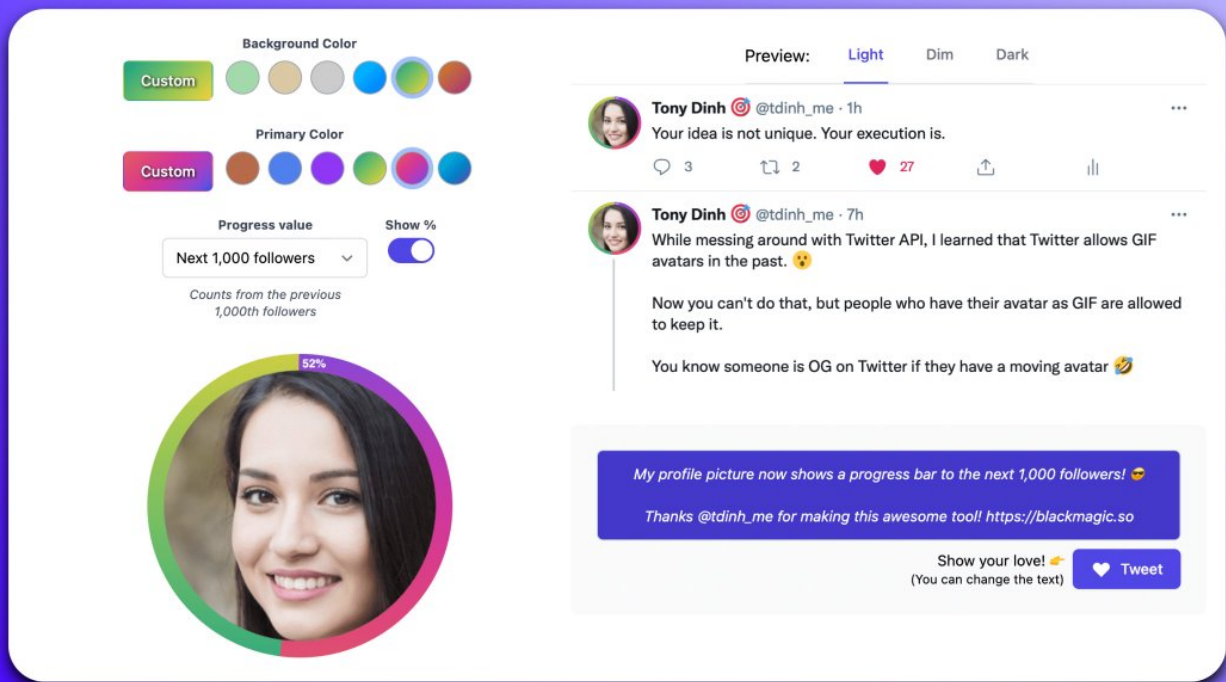 Background Color
Custom
Primary Color
Custom
Progress value
Show %
Next 1,000 followers
Counts from the previous
1,000th followers
52%
Preview:
Light
Dim
Dark
Tony Dinh 🎯 @tdinh_me · 1h
Your idea is not unique. Your execution is.
3
2
27
Tony Dinh 🎯 @tdinh_me · 7h
While messing around with Twitter API, I learned that Twitter allows GIF
avatars in the past. 😮
Now you can't do that, but people who have their avatar as GIF are allowed
to keep it.
You know someone is OG on Twitter if they have a moving avatar 🤣
My profile picture now shows a progress bar to the next 1,000 followers! 😎
Thanks @tdinh_me for making this awesome tool! https://blackmagic.so
Show your love! 👉
(You can change the text)
Tweet